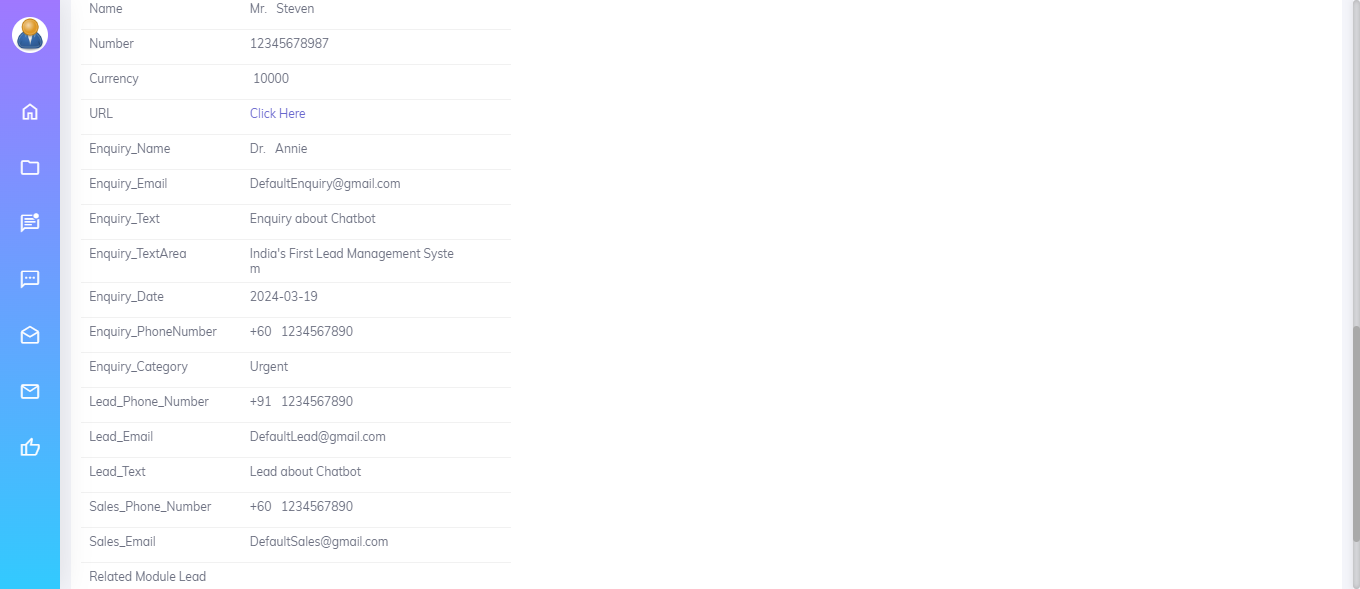 Name Mr. Steven
Number 12345678987
Currency 10000
URL Click Here
Enquiry_Name Dr. Annie
Enquiry_Email DefaultEnquiry@gmail.com
Enquiry_Text Enquiry about Chatbot
Enquiry_TextArea India's First Lead Management Syste
m
Enquiry_Date 2024-03-19
Enquiry_PhoneNumber +60 1234567890
Enquiry_Category Urgent
Lead_Phone_Number +91 1234567890
Lead_Email DefaultLead@gmail.com
Lead_Text Lead about Chatbot
Sales_Phone_Number +60 1234567890
Sales_Email DefaultSales@gmail.com
Related Module Lead